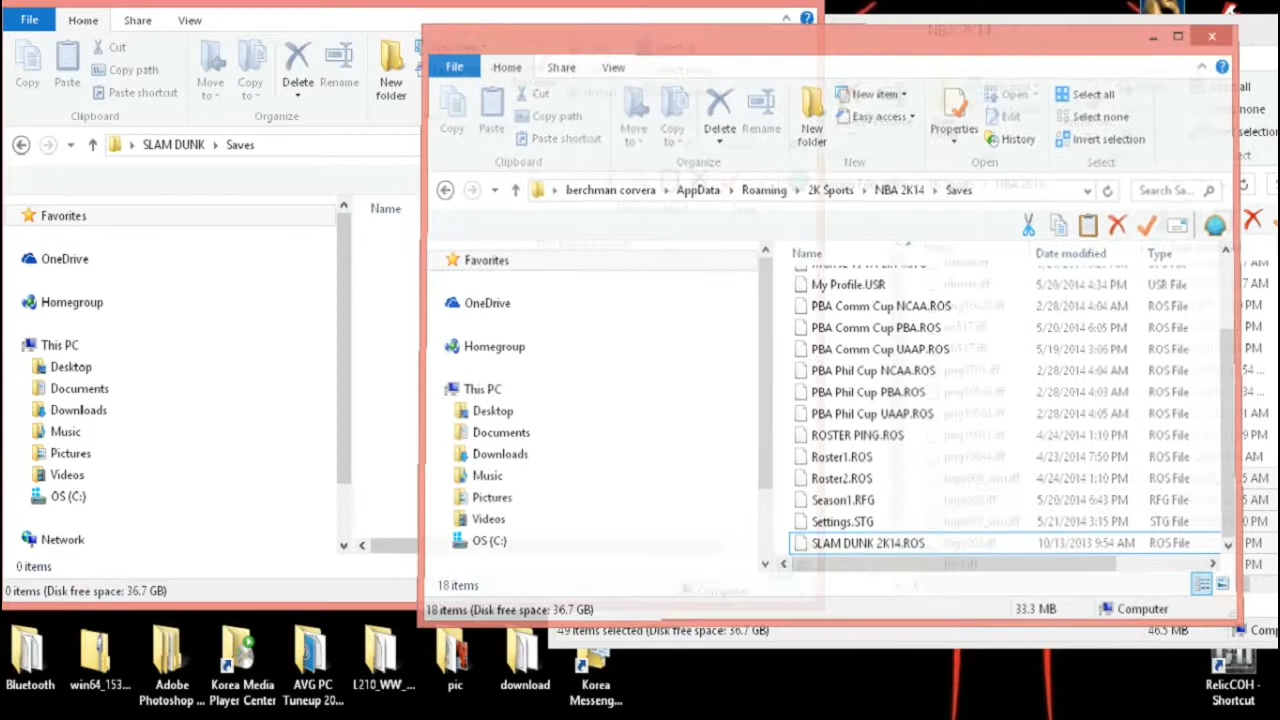 File Home Share View
Copy
Paste
Cut
Copy path
Paste shortcut
Move to
Copy to
Delete
Rename
New folder
Clipboard
Organize
SLAM DUNK Saves
Favorites
OneDrive
Homegroup
This PC
Desktop
Documents
Downloads
Music
Pictures
Videos
OS (C:)
Network
Name
0 items
0 items (Disk free space: 36.7 GB)
NBA 2K14
File Home Share View
Copy
Paste
Cut
Copy path
Paste shortcut
Move to
Copy to
Delete
Rename
New folder
New item
Easy access
Properties
Open
Edit
History
Select all
Select none
Invert selection
Clipboard
Organize
New
Open
Select
berchman corvera AppData Roaming 2K Sports NBA 2K14 Saves
Search Sa...
Favorites
OneDrive
Homegroup
This PC
Desktop
Documents
Downloads
Music
Pictures
Videos
OS (C:)
Name Date modified Type
My Profile.USR 5/20/2014 4:34 PM USR File
PBA Comm Cup NCAA.ROS 2/28/2014 4:04 AM ROS File
PBA Comm Cup PBA.ROS 5/20/2014 6:05 PM ROS File
PBA Comm Cup UAAP.ROS 5/19/2014 3:06 PM ROS File
PBA Phil Cup NCAA.ROS 2/28/2014 4:04 AM ROS File
PBA Phil Cup PBA.ROS 2/28/2014 4:03 AM ROS File
PBA Phil Cup UAAP.ROS 2/28/2014 4:05 AM ROS File
ROSTER PING.ROS 4/24/2014 1:10 PM ROS File
Roster1.ROS 4/23/2014 7:50 PM ROS File
Roster2.ROS 4/24/2014 1:10 PM ROS File
Season1.RFG 5/20/2014 6:43 PM RFG File
Settings.STG 5/21/2014 3:15 PM STG File
SLAM DUNK 2K14.ROS 10/13/2013 9:54 AM ROS File
18 items
18 items (Disk free space: 36.7 GB) 33.3 MB Computer
49 items selected (Disk free space: 36.7 GB) 46.5 MB
Bluetooth
win64_153...
Adobe Photoshop ...
Korea Media Player Center
AVG PC Tuneup 20...
L210_WW_...
pic
download
Korea Messeng...
RelicCOH - Shortcut